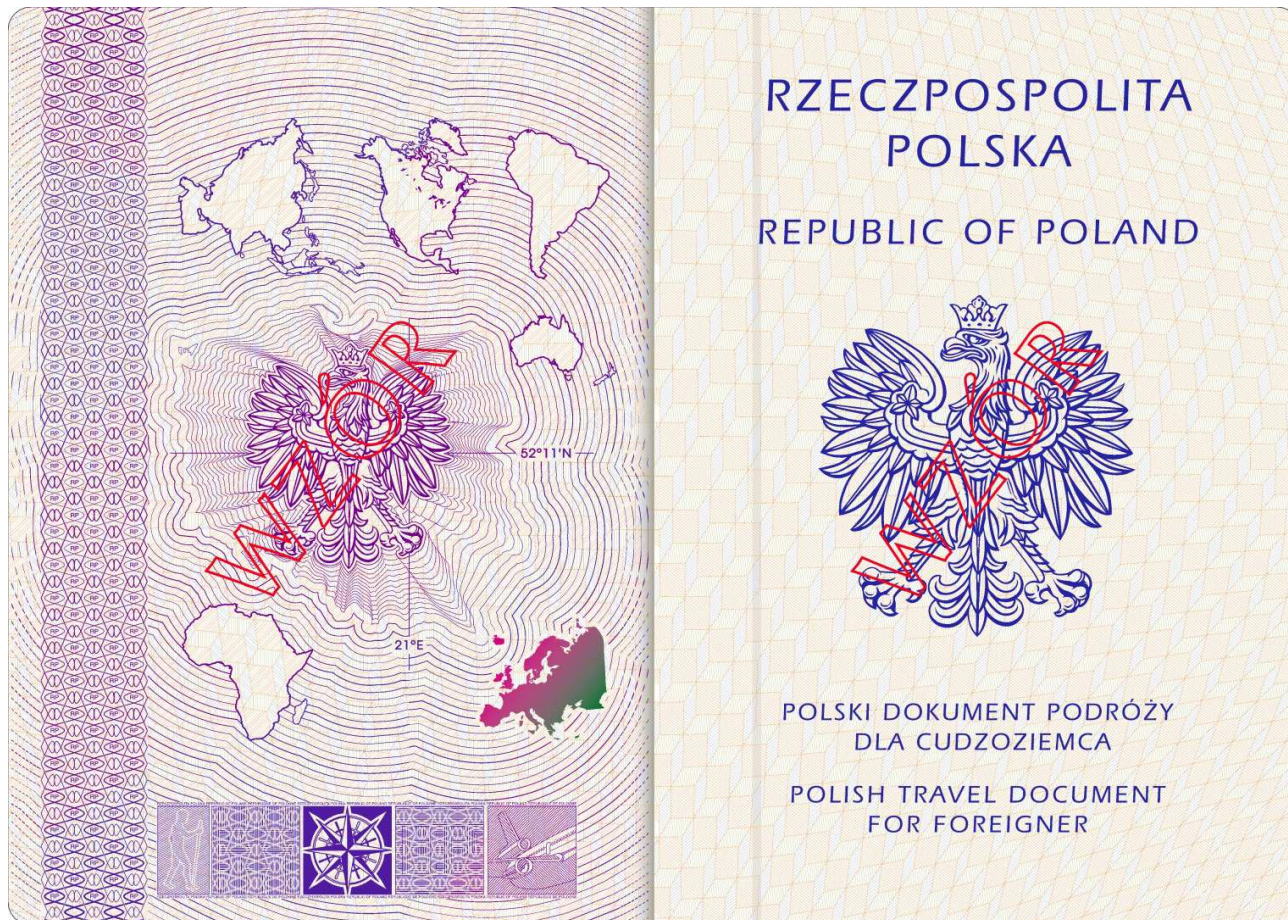 WZÓR
52°11'N
21°E
RZECZPOSPOLITA
POLSKA
REPUBLIC OF POLAND
WZÓR
POLSKI DOKUMENT PODRÓŻY
DLA CUDZOZIEMCA
POLISH TRAVEL DOCUMENT
FOR FOREIGNER